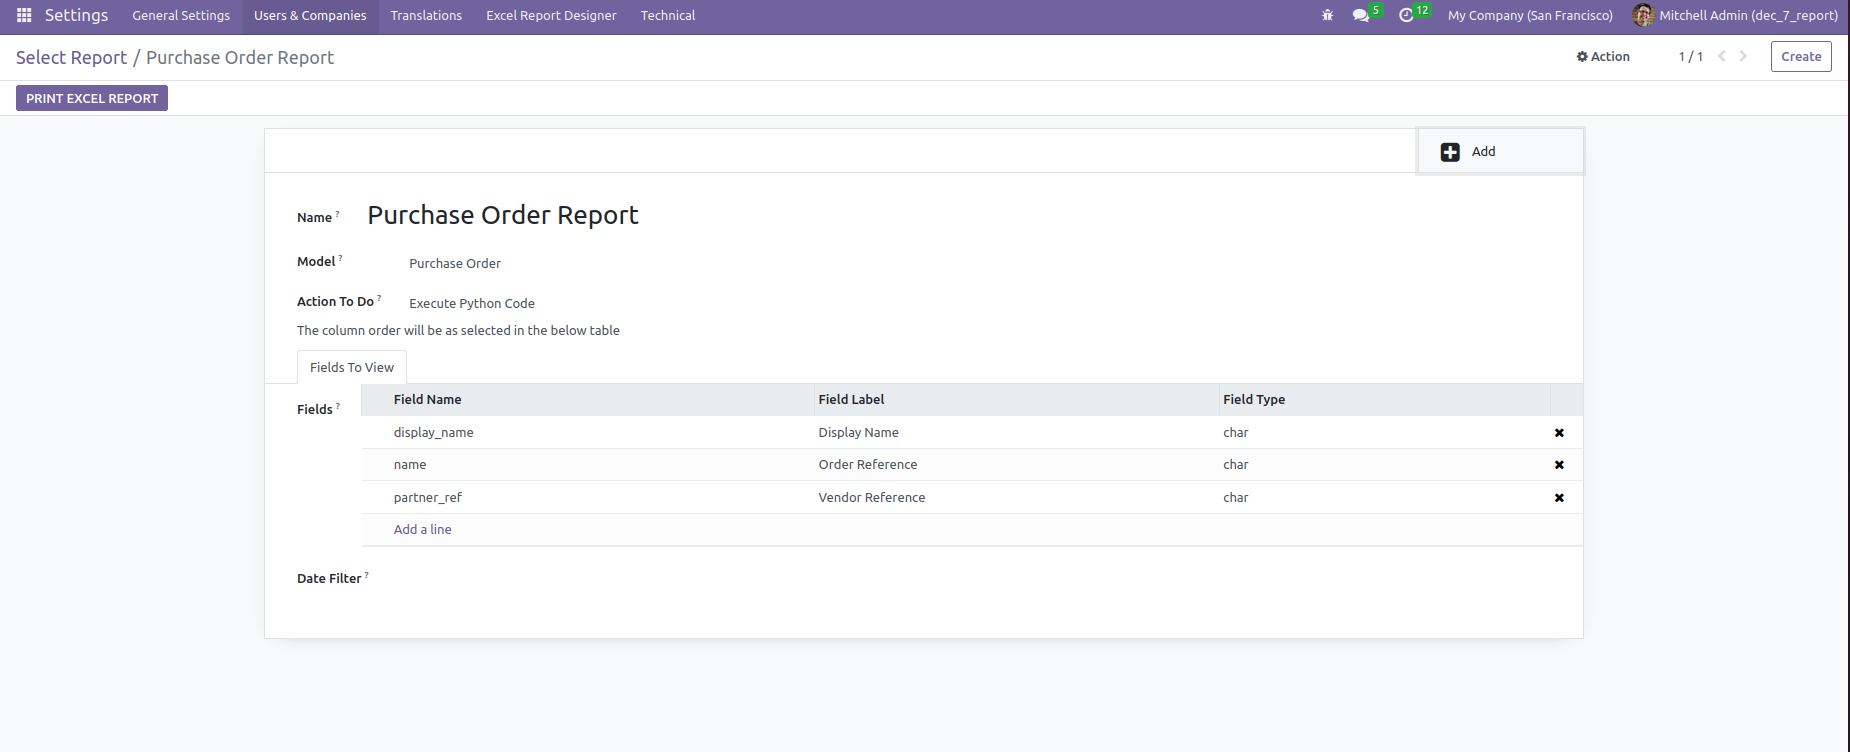 Settings General Settings Users & Companies Translations Excel Report Designer Technical 5 12 My Company (San Francisco) Mitchell Admin (dec_7_report)
Select Report / Purchase Order Report Action 1 / 1 Create
PRINT EXCEL REPORT
Add
Name ? Purchase Order Report
Model ? Purchase Order
Action To Do ? Execute Python Code
The column order will be as selected in the below table
Fields To View
Fields ? Field Name Field Label Field Type
display_name Display Name char
name Order Reference char
partner_ref Vendor Reference char
Add a line
Date Filter ?